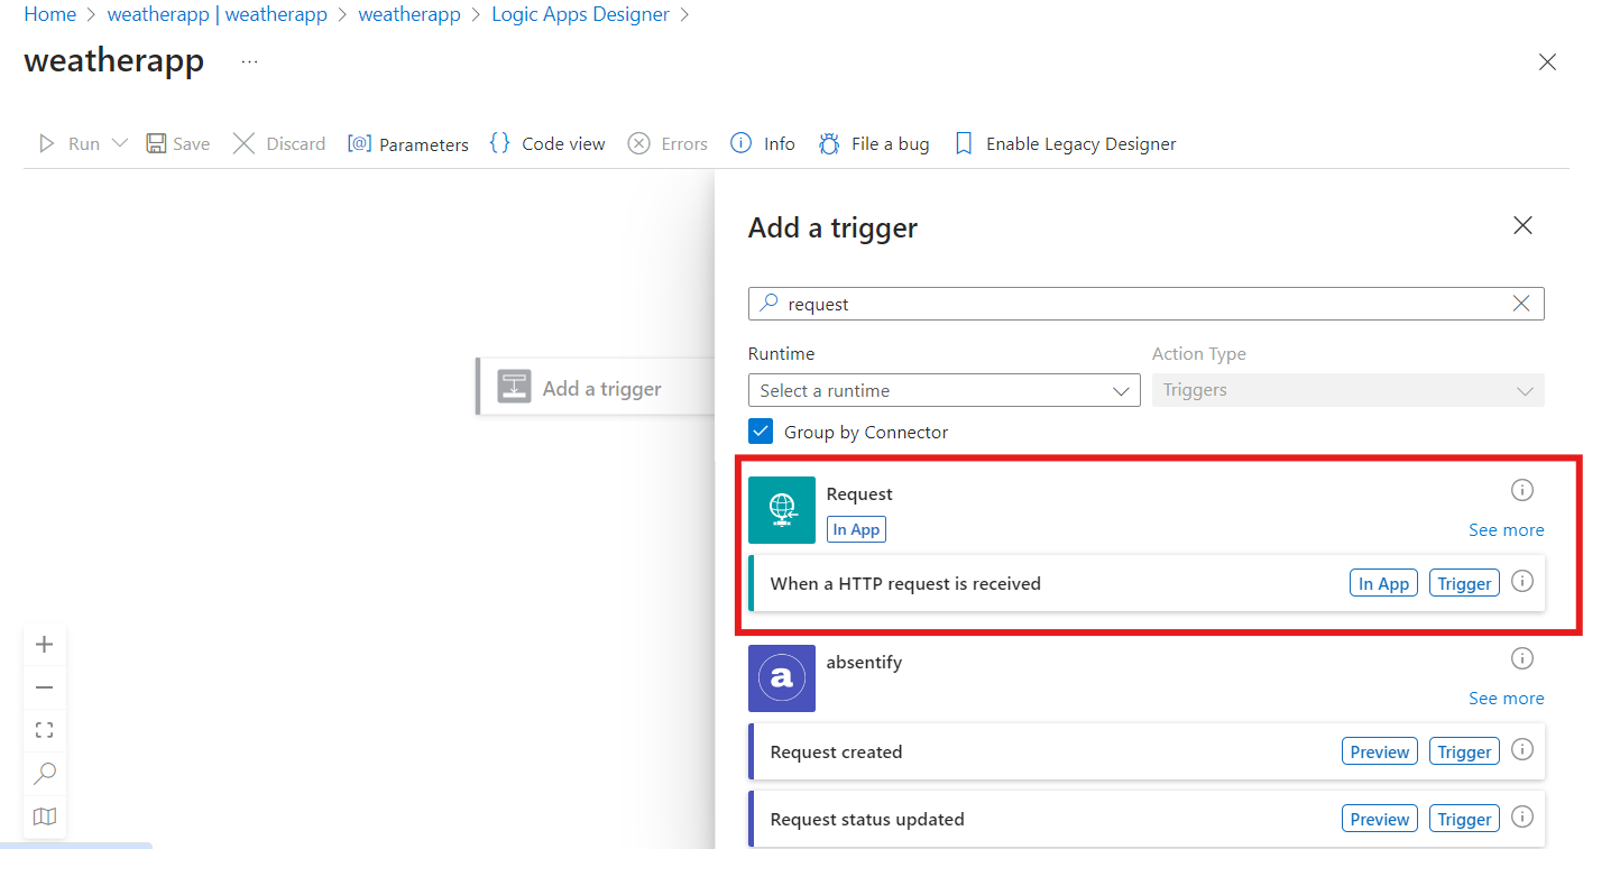 Home > weatherapp | weatherapp > weatherapp > Logic Apps Designer >
weatherapp ...
Run Save Discard [@] Parameters {} Code view Errors Info File a bug Enable Legacy Designer
Add a trigger
request
Runtime Action Type
Select a runtime Triggers
Add a trigger
Group by Connector
Request
In App See more
When a HTTP request is received In App Trigger
a absentify
See more
Request created Preview Trigger
Request status updated Preview Trigger